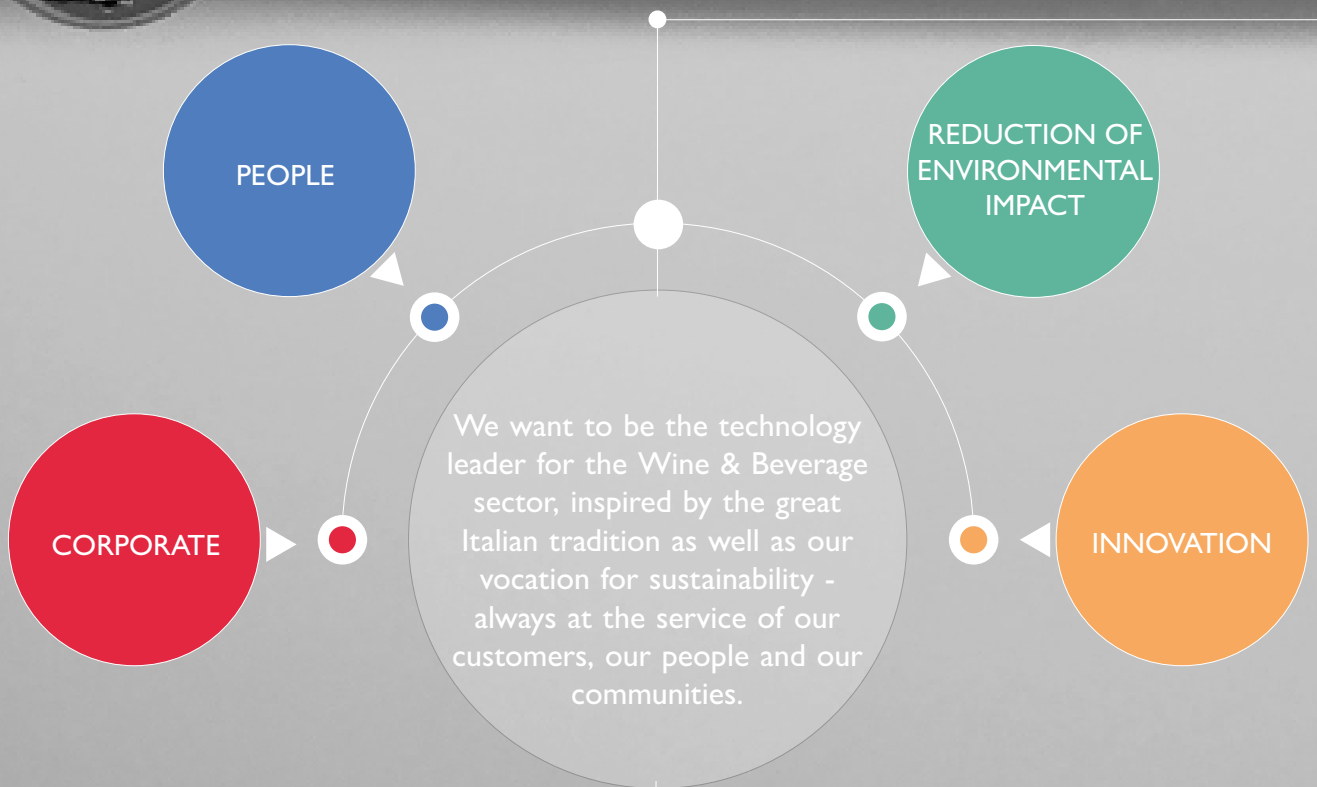 PEOPLE
REDUCTION OF
ENVIRONMENTAL
IMPACT
CORPORATE
We want to be the technology
leader for the Wine & Beverage
sector, inspired by the great
Italian tradition as well as our
vocation for sustainability -
always at the service of our
customers, our people and our
communities.
INNOVATION